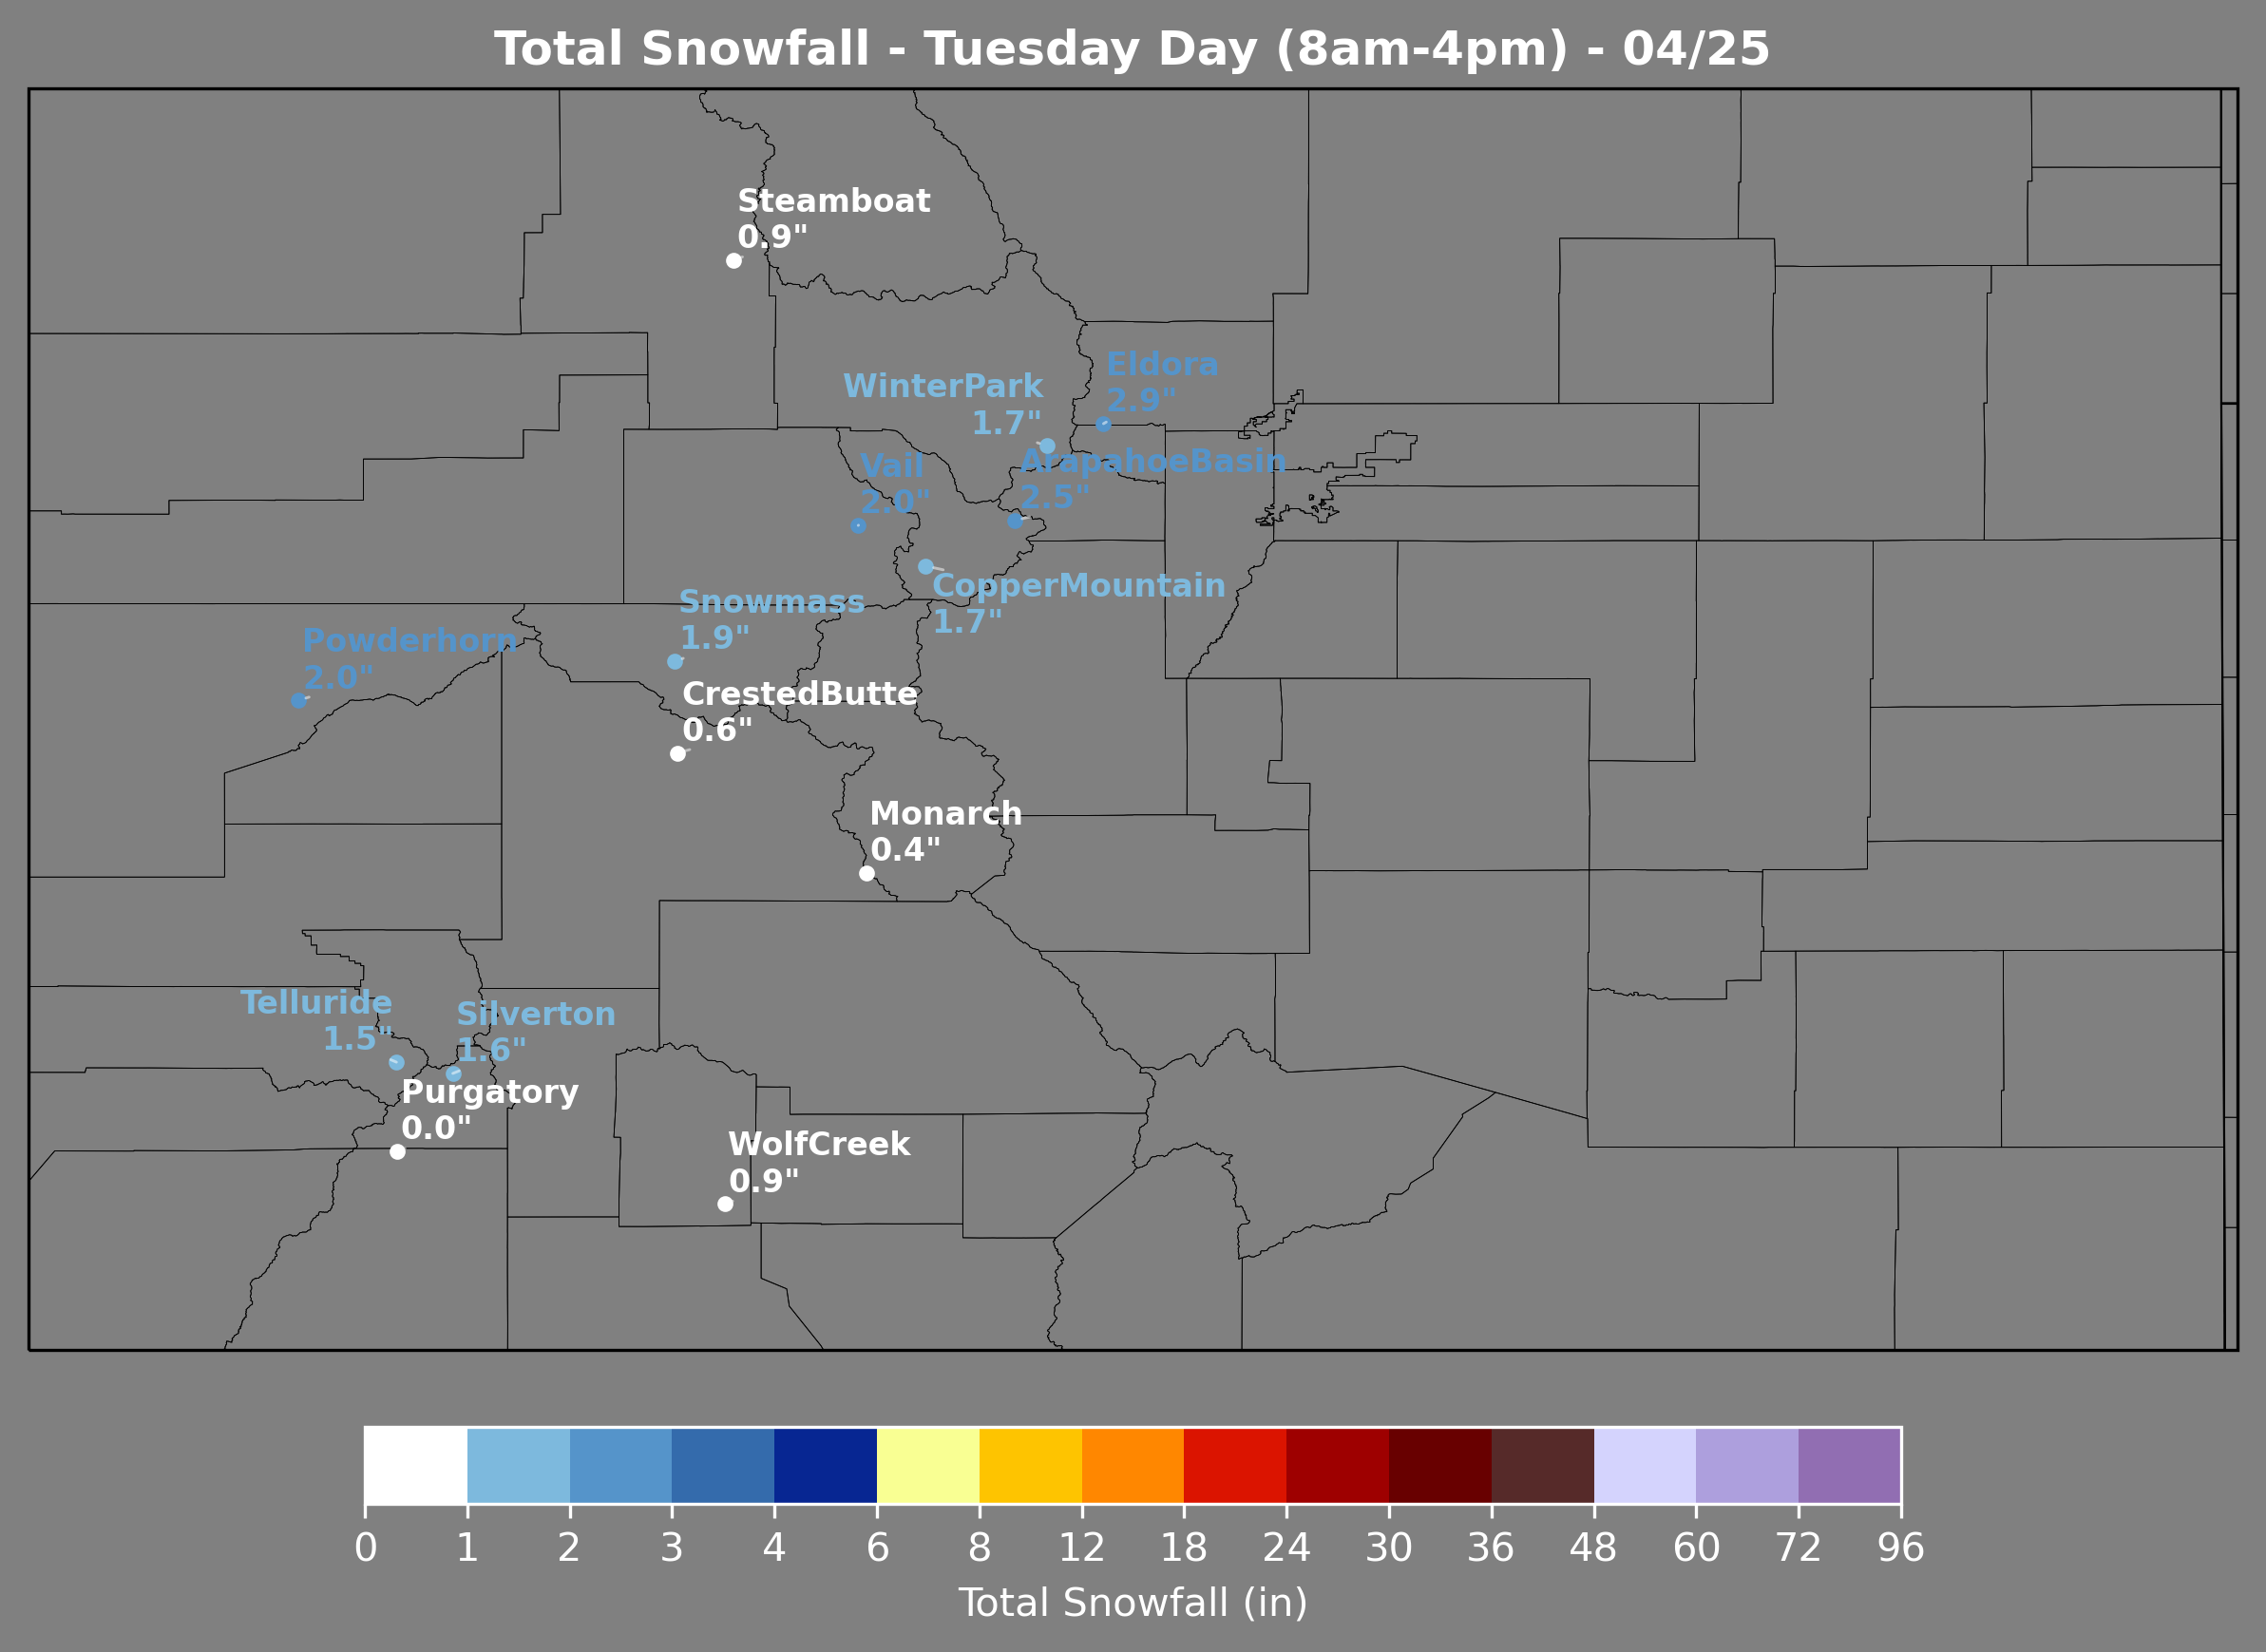 Total Snowfall - Tuesday Day (8am-4pm) - 04/25
Steamboat
0.9"
Eldora
2.9"
WinterPark
1.7"
Vail
2.0"
ArapahoeBasin
2.5"
CopperMountain
1.7"
Snowmass
1.9"
Powderhorn
2.0"
CrestedButte
0.6"
Monarch
0.4"
Telluride
1.5"
Silverton
1.6"
Purgatory
0.0"
WolfCreek
0.9"
0 1 2 3 4 6 8 12 18 24 30 36 48 60 72 96
Total Snowfall (in)